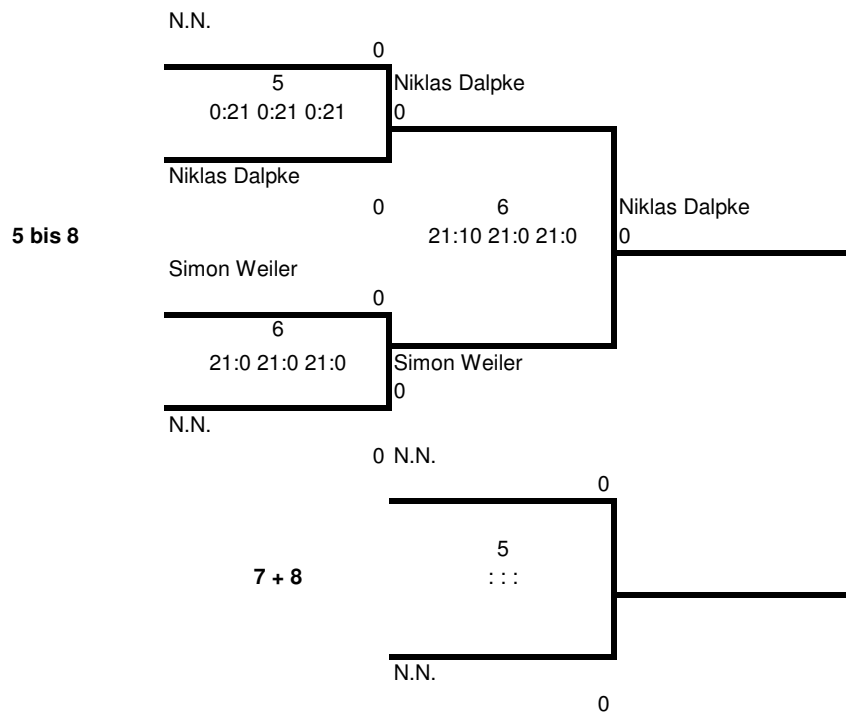 N.N.
0
5
Niklas Dalpke
0:21 0:21 0:21
0
Niklas Dalpke
0
6
Niklas Dalpke
5 bis 8
21:10 21:0 21:0
0
Simon Weiler
0
6
21:0 21:0 21:0
Simon Weiler
0
N.N.
0
N.N.
0
5
7 + 8
: : :
N.N.
0